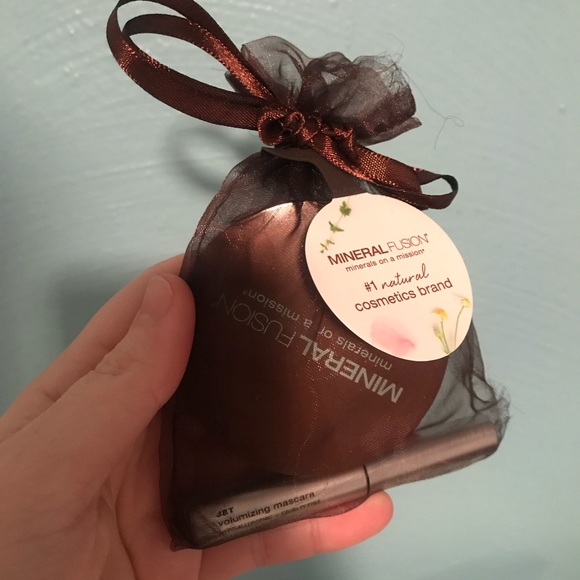 MINERAL FUSION
minerals on a mission
#1 natural
cosmetics brand
MINERAL FUSION
minerals on a mission
volumizing mascara